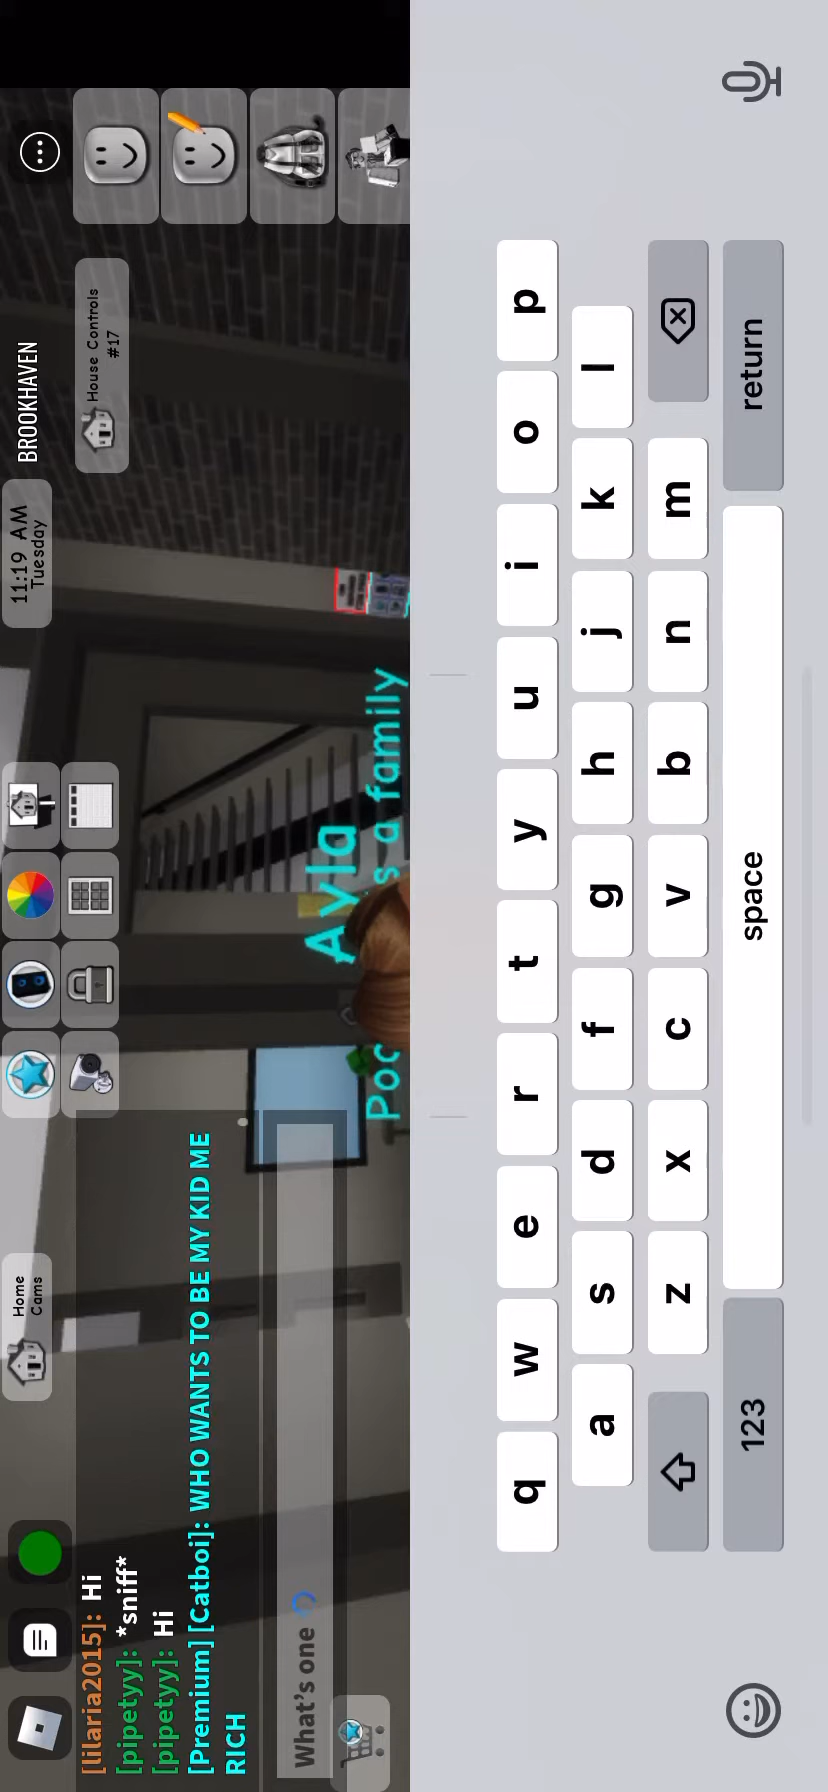 BROOKHAVEN
11:19 AM
Tuesday
House Controls
#17
Home
Cams
[lilaria2015]: Hi
[pipetyy]: *sniff*
[pipetyy]: Hi
[Premium] [Catboi]: WHO WANTS TO BE MY KID ME
RICH
What's one
Ayla
Poc s a family
q w e r t y u i o p
a s d f g h j k l
z x c v b n m
123 space return